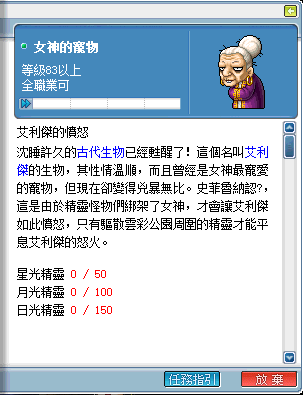 女神的寵物
等級83以上
全職業可
艾利傑的憤怒
沈睡許久的古代生物已經甦醒了！這個名叫艾利
傑的生物，其性情溫順，而且曾經是女神最寵愛
的寵物，但現在卻變得兇暴無比。史菲魯納認?，
這是由於精靈怪物們綁架了女神，才會讓艾利傑
如此憤怒，只有驅散雲彩公園周圍的精靈才能平
息艾利傑的怒火。
星光精靈 0 / 50
月光精靈 0 / 100
日光精靈 0 / 150
任務指引
放棄